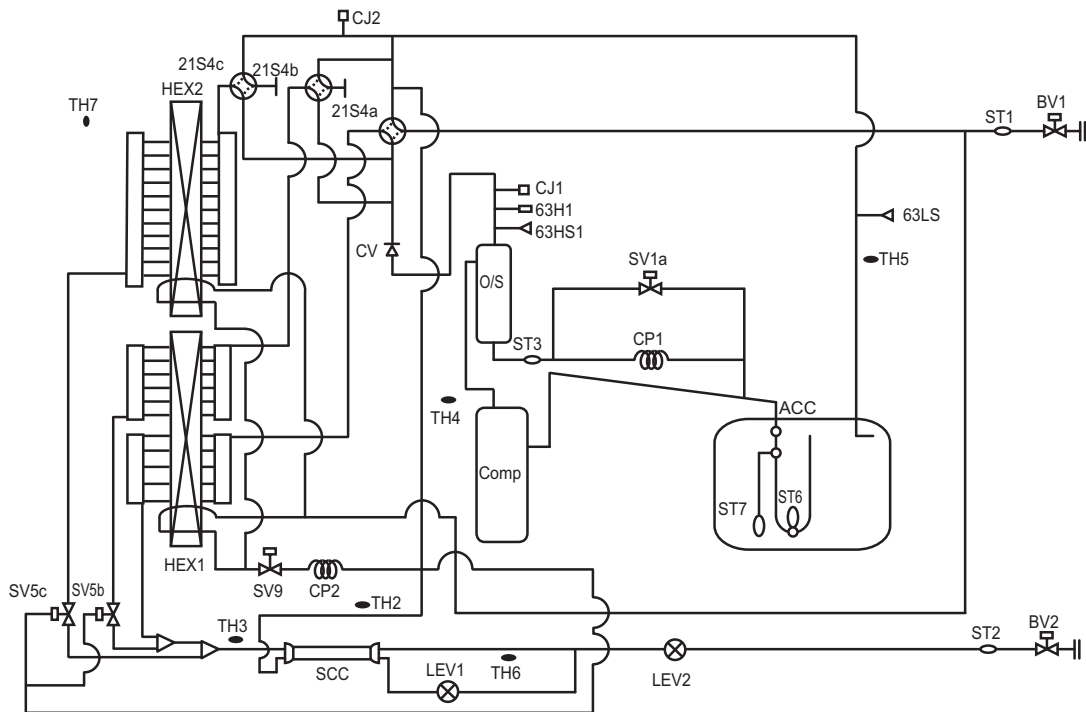 CJ2
21S4c
21S4b
HEX2
21S4a
TH7
ST1
BV1
CJ1
63H1
63HS1
63LS
CV
SV1a
TH5
O/S
ST3
CP1
TH4
ACC
Comp
ST7
ST6
HEX1
SV9
CP2
SV5c
SV5b
TH2
TH3
ST2
BV2
SCC
LEV1
TH6
LEV2